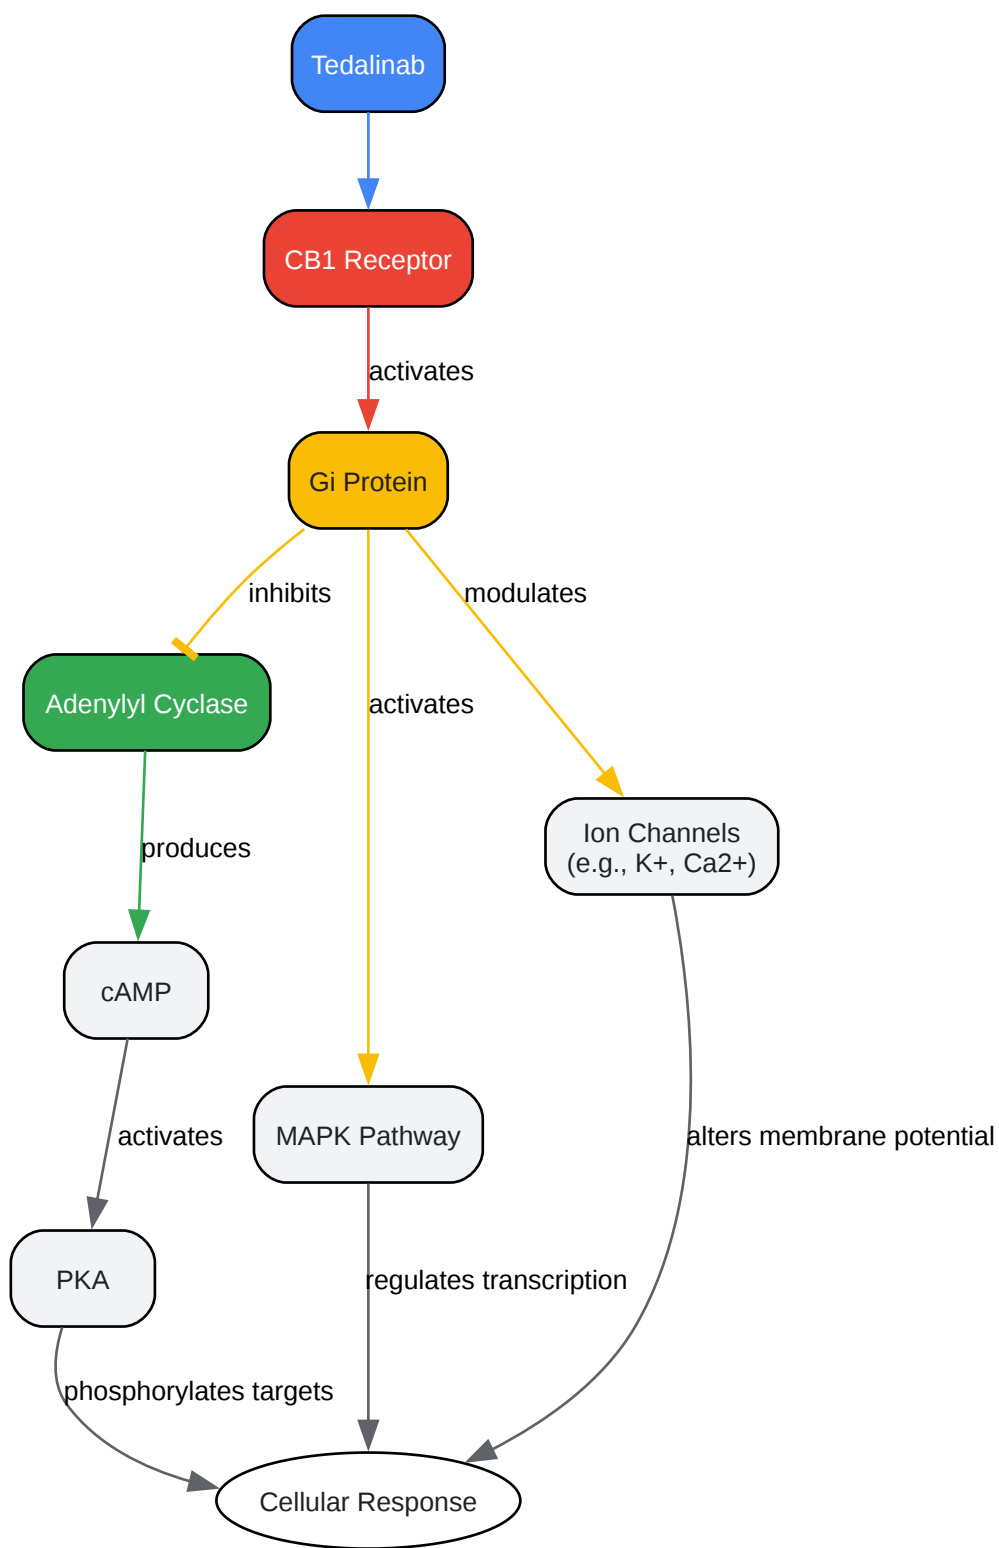 Tedalinab
CB1 Receptor
activates
Gi Protein
inhibits
modulates
Adenylyl Cyclase
activates
produces
Ion Channels
(e.g., K+, Ca2+)
cAMP
activates
MAPK Pathway
alters membrane potential
PKA
regulates transcription
phosphorylates targets
Cellular Response